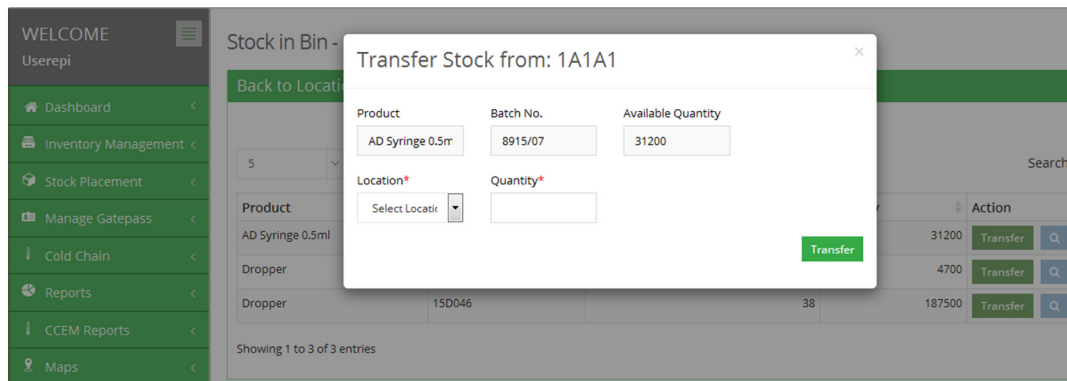 WELCOME
Userepi
Dashboard
Inventory Management
Stock Placement
Manage Gatepass
Cold Chain
Reports
CCEM Reports
Maps
Stock in Bin -
Back to Locati
5
Search
Product
Action
AD Syringe 0.5ml
31200
Transfer
Dropper
4700
Transfer
Dropper 15D046 38 187500
Transfer
Showing 1 to 3 of 3 entries
Transfer Stock from: 1A1A1
×
Product Batch No. Available Quantity
AD Syringe 0.5m 8915/07 31200
Location* Quantity*
Select Locatic
Transfer